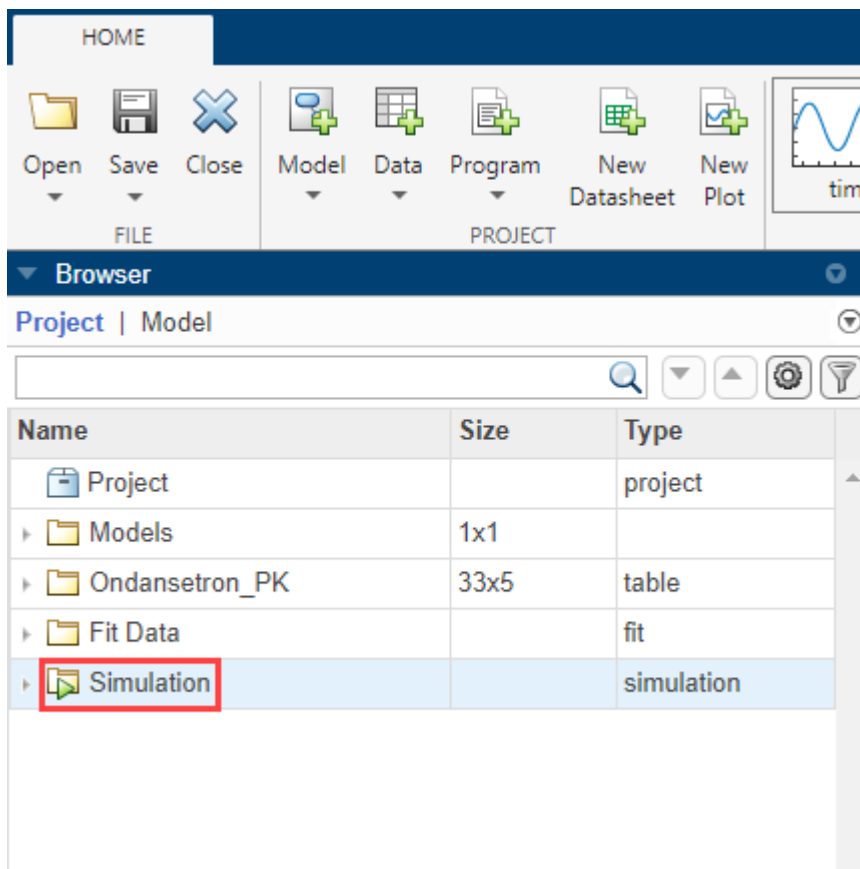 HOME
Open Save Close Model Data Program New Datasheet New Plot tim
FILE PROJECT
Browser
Project | Model
Name Size Type
Project project
Models 1x1
Ondansetron_PK 33x5 table
Fit Data fit
Simulation simulation